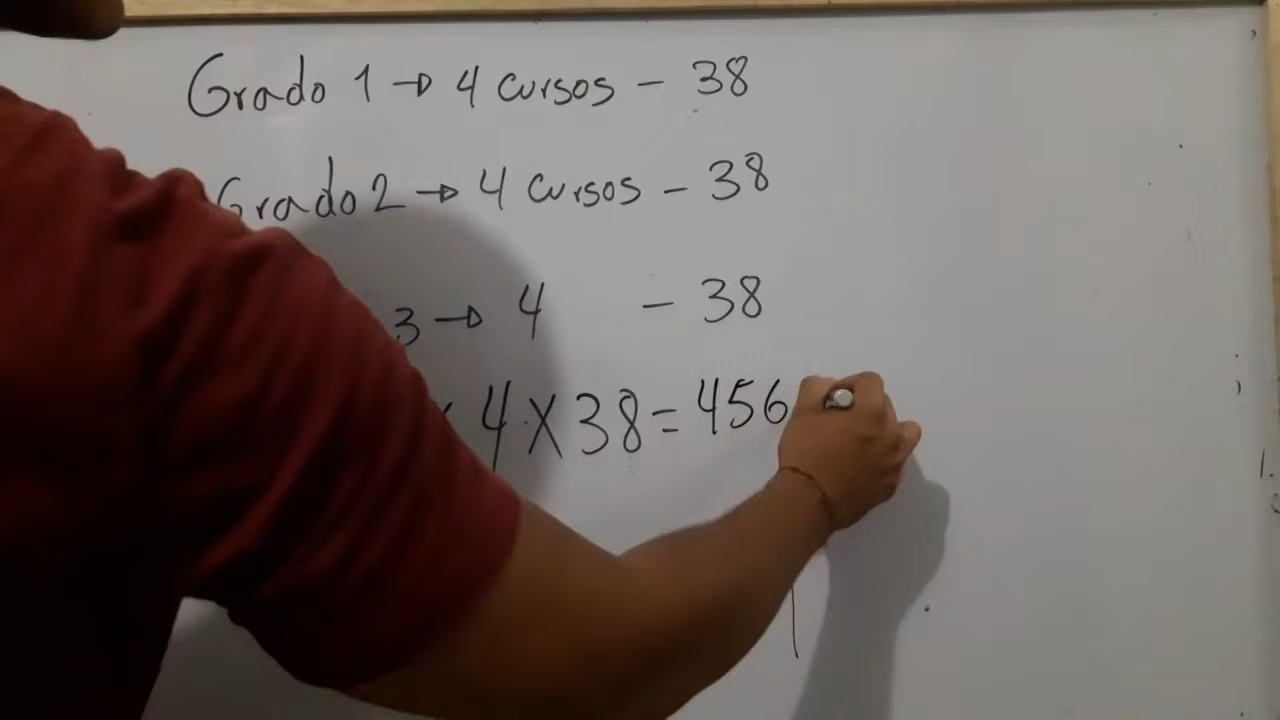 Grado 1 → 4 cursos - 38
Grado 2 → 4 cursos - 38
3 → 4 - 38
4 X 38 = 456